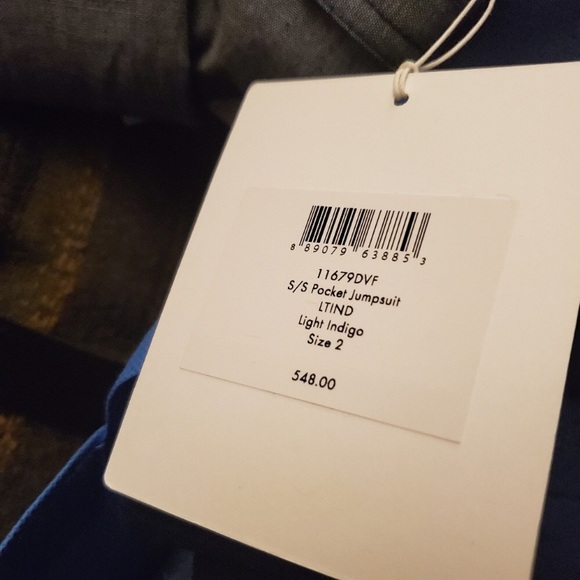 8 89079 63885 3
11679DVF
S/S Pocket Jumpsuit
LTIND
Light Indigo
Size 2
548.00